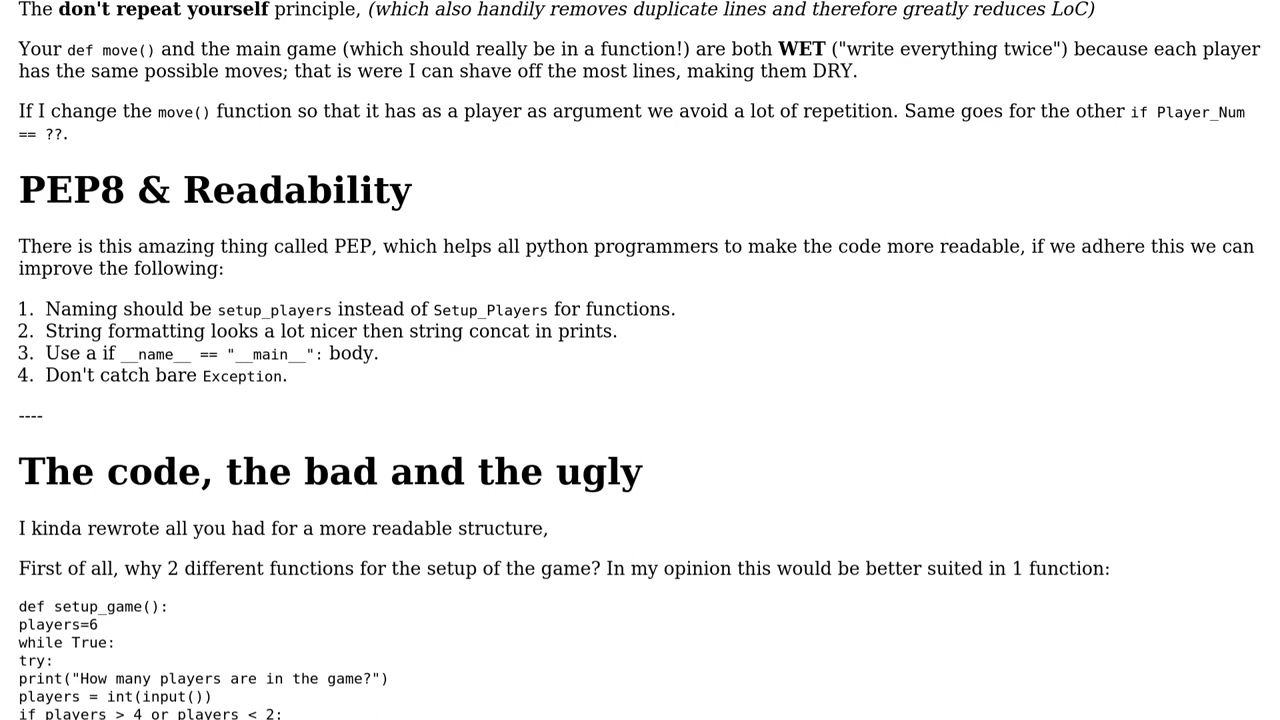 The don't repeat yourself principle, (which also handily removes duplicate lines and therefore greatly reduces LoC)
Your def move() and the main game (which should really be in a function!) are both WET ("write everything twice") because each player
has the same possible moves; that is were I can shave off the most lines, making them DRY.
If I change the move() function so that it has as a player as argument we avoid a lot of repetition. Same goes for the other if Player_Num
== ??.
PEP8 & Readability
There is this amazing thing called PEP, which helps all python programmers to make the code more readable, if we adhere this we can
improve the following:
1. Naming should be setup_players instead of Setup_Players for functions.
2. String formatting looks a lot nicer then string concat in prints.
3. Use a if __name__ == "__main__": body.
4. Don't catch bare Exception.
----
The code, the bad and the ugly
I kinda rewrote all you had for a more readable structure,
First of all, why 2 different functions for the setup of the game? In my opinion this would be better suited in 1 function:
def setup_game():
players=6
while True:
try:
print("How many players are in the game?")
players = int(input())
if players > 4 or players < 2: